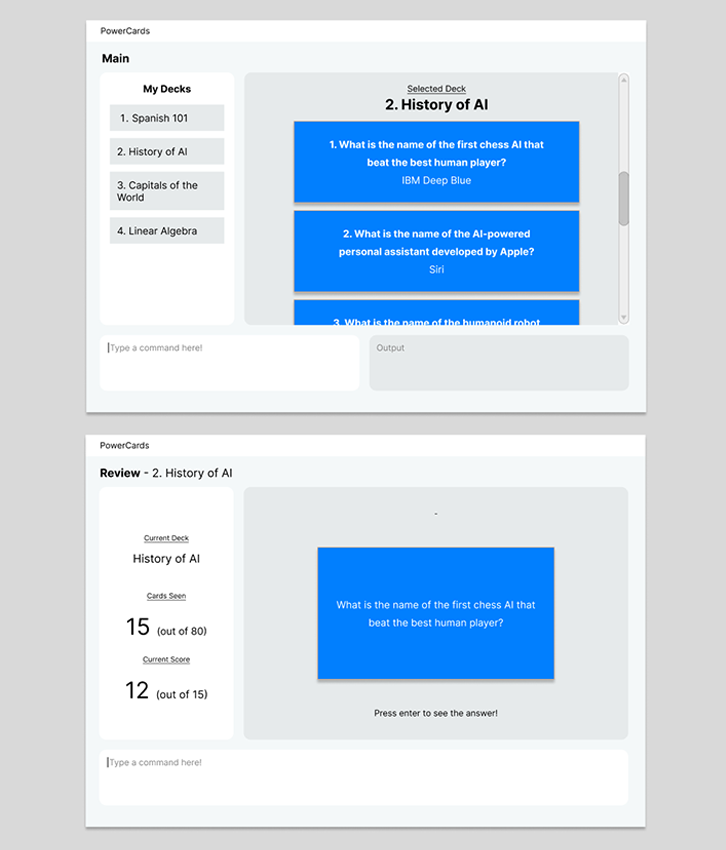 PowerCards
Main
My Decks
1. Spanish 101
2. History of AI
3. Capitals of the
World
4. Linear Algebra
Selected Deck
2. History of AI
1. What is the name of the first chess AI that
beat the best human player?
IBM Deep Blue
2. What is the name of the AI-powered
personal assistant developed by Apple?
Siri
3. What is the name of the humanoid robot
Type a command here!
Output
PowerCards
Review - 2. History of AI
Current Deck
History of AI
Cards Seen
15 (out of 80)
Current Score
12 (out of 15)
-
What is the name of the first chess AI that
beat the best human player?
Press enter to see the answer!
Type a command here!